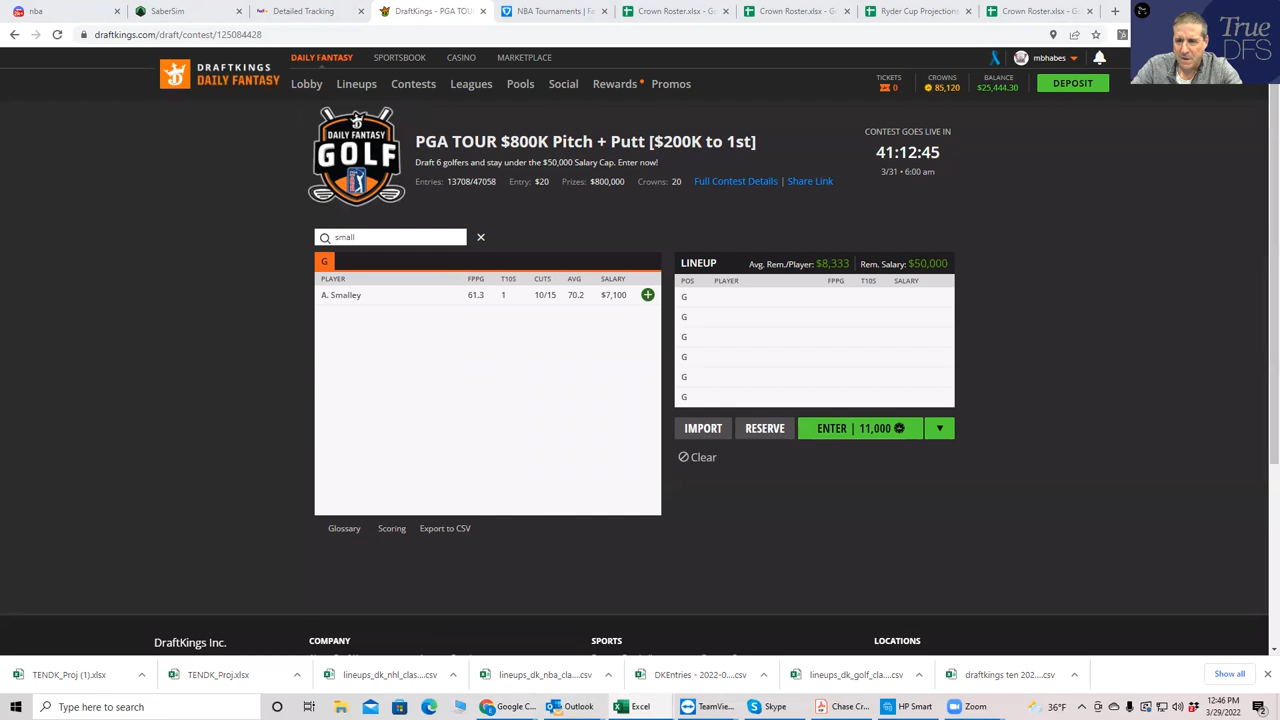 nba
SaberSim
Detailed Tracking
DraftKings - PGA TOUR
NBA Tournaments | Fa
Crown Roster.xlsx - G
Crown Roster.xlsx - Go
Ryder Cup Projections
Crown Roster.xlsx - Go
draftkings.com/draft/contest/125084428
True DFS
DAILY FANTASY
SPORTSBOOK
CASINO
MARKETPLACE
mbhabes
DRAFTKINGS
DAILY FANTASY
Lobby
Lineups
Contests
Leagues
Pools
Social
Rewards
Promos
TICKETS
0
CROWNS
85,120
BALANCE
$25,444.30
DEPOSIT
DAILY FANTASY
GOLF
PGA TOUR
PGA TOUR $800K Pitch + Putt [$200K to 1st]
Draft 6 golfers and stay under the $50,000 Salary Cap. Enter now!
Entries: 13708/47058 Entry: $20 Prizes: $800,000 Crowns: 20 Full Contest Details | Share Link
CONTEST GOES LIVE IN
41:12:45
3/31 • 6:00 am
small
G
PLAYER FPPG T10S CUTS AVG SALARY
A. Smalley 61.3 1 10/15 70.2 $7,100
LINEUP Avg. Rem./Player: $8,333 Rem. Salary: $50,000
POS PLAYER FPPG T10S SALARY
G
G
G
G
G
G
IMPORT
RESERVE
ENTER | 11,000
Clear
Glossary
Scoring
Export to CSV
DraftKings Inc.
COMPANY
SPORTS
LOCATIONS
TENDK_Proj (1).xlsx
TENDK_Proj.xlsx
lineups_dk_nhl_clas....csv
lineups_dk_nba_cla....csv
DKEntries - 2022-0....csv
lineups_dk_golf_cla....csv
draftkings ten 202....csv
Show all
Type here to search
Google C...
Outlook
Excel
TeamView...
Skype
Chase Cr...
HP Smart
Zoom
36°F
12:46 PM
3/29/2022